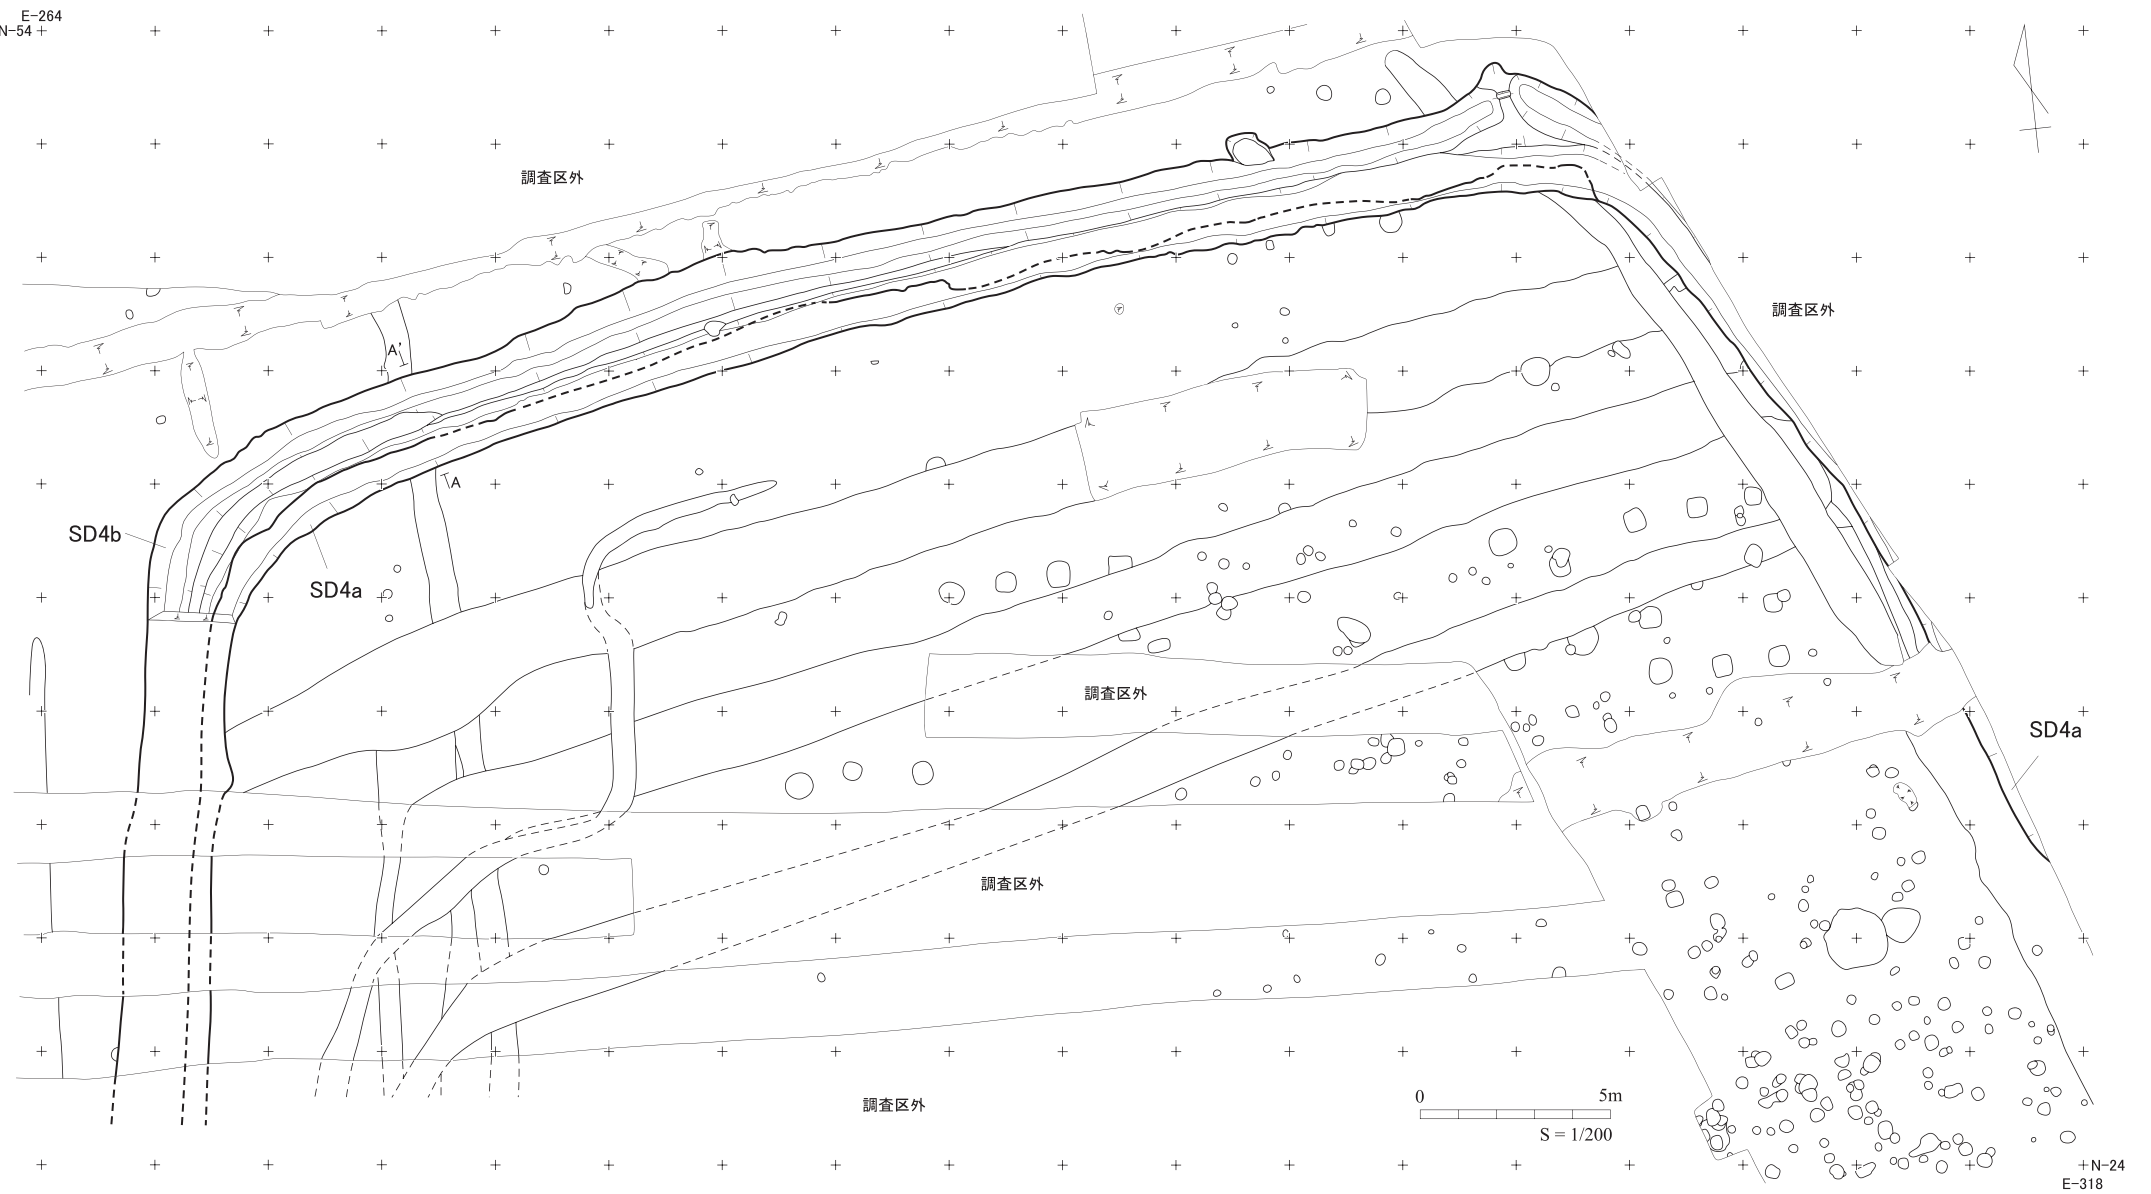 E-264
N-54
調査区外
調査区外
A'
A
SD4b
SD4a
調査区外
SD4a
調査区外
0 5m
S = 1/200
調査区外
N-24
E-318